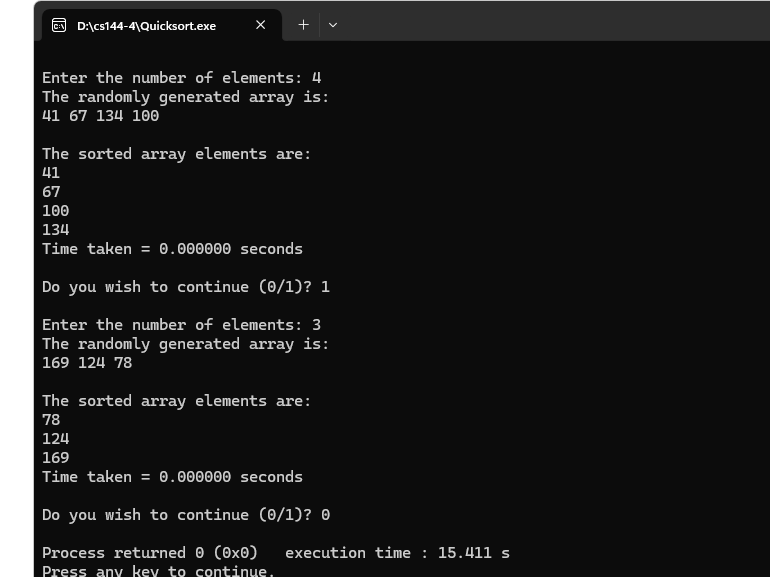 D:\cs144-4\Quicksort.exe
Enter the number of elements: 4
The randomly generated array is:
41 67 134 100
The sorted array elements are:
41
67
100
134
Time taken = 0.000000 seconds
Do you wish to continue (0/1)? 1
Enter the number of elements: 3
The randomly generated array is:
169 124 78
The sorted array elements are:
78
124
169
Time taken = 0.000000 seconds
Do you wish to continue (0/1)? 0
Process returned 0 (0x0)   execution time : 15.411 s
Press any key to continue.